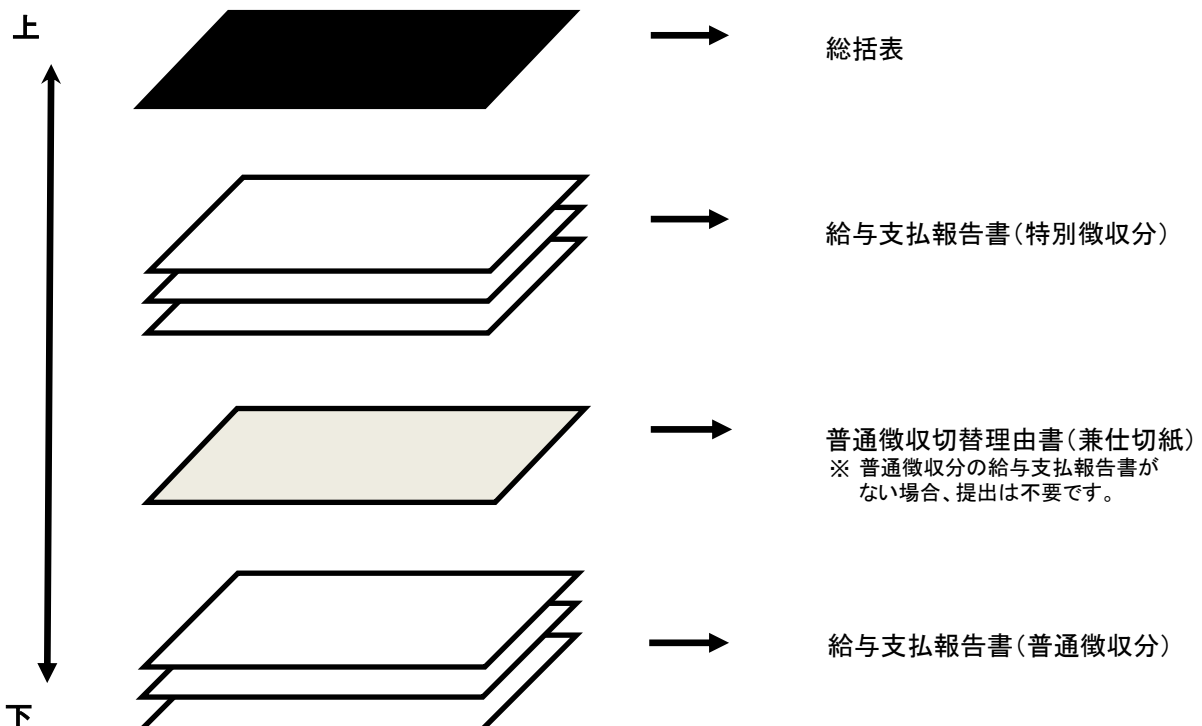 上
総括表
給与支払報告書(特別徴収分)
普通徴収切替理由書(兼仕切紙)
※ 普通徴収分の給与支払報告書が
ない場合、提出は不要です。
給与支払報告書(普通徴収分)
下